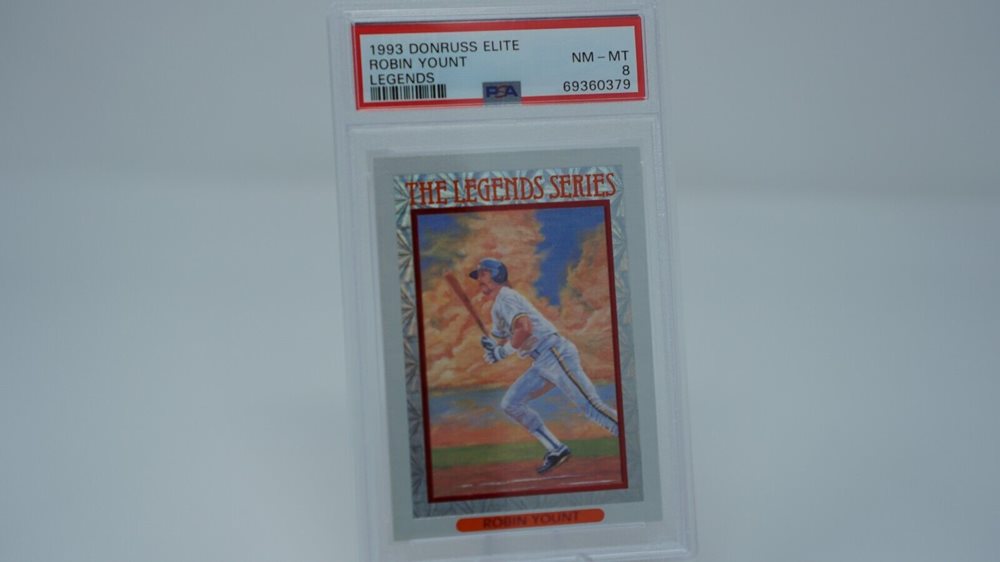 1993 DONRUSS ELITE
ROBIN YOUNT
NM - MT
LEGENDS
8
PSA
69360379
THE LEGENDS SERIES
ROBIN YOUNT